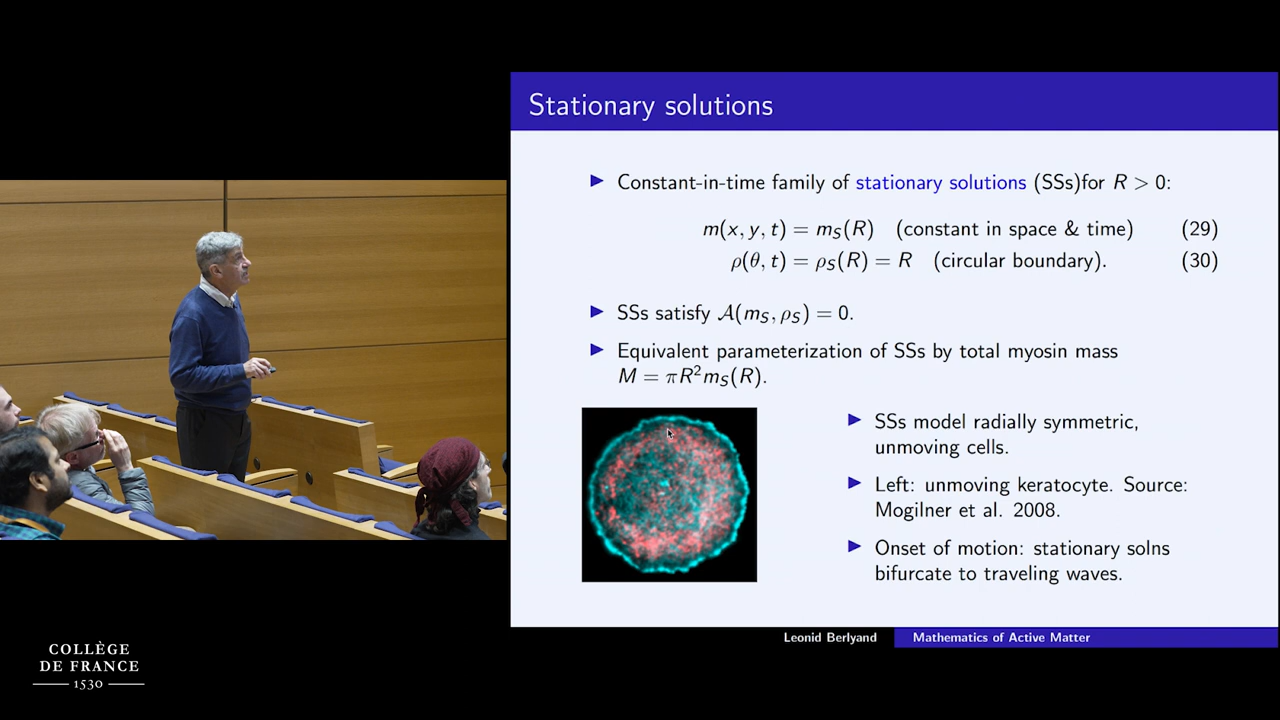 Stationary solutions
▶ Constant-in-time family of stationary solutions (SSs)for R > 0:
m(x, y, t) = m_S(R) (constant in space & time) (29)
ρ(θ, t) = ρ_S(R) = R (circular boundary). (30)
▶ SSs satisfy 𝒜(m_S, ρ_S) = 0.
▶ Equivalent parameterization of SSs by total myosin mass
M = πR²m_S(R).
▶ SSs model radially symmetric,
unmoving cells.
▶ Left: unmoving keratocyte. Source:
Mogilner et al. 2008.
▶ Onset of motion: stationary solns
bifurcate to traveling waves.
Leonid Berlyand Mathematics of Active Matter
COLLÈGE
DE FRANCE
1530